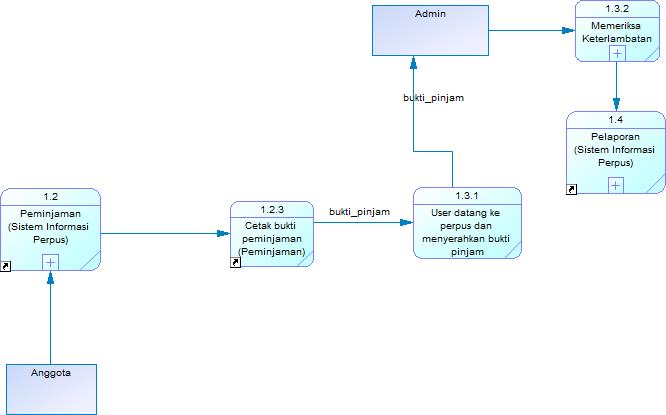 Admin
1.3.2
Memeriksa
Keterlambatan
bukti_pinjam
1.4
Pelaporan
(Sistem Informasi
Perpus)
1.2
Peminjaman
(Sistem Informasi
Perpus)
1.2.3
Cetak bukti
peminjaman
(Peminjaman)
bukti_pinjam
1.3.1
User datang ke
perpus dan
menyerahkan bukti
pinjam
Anggota